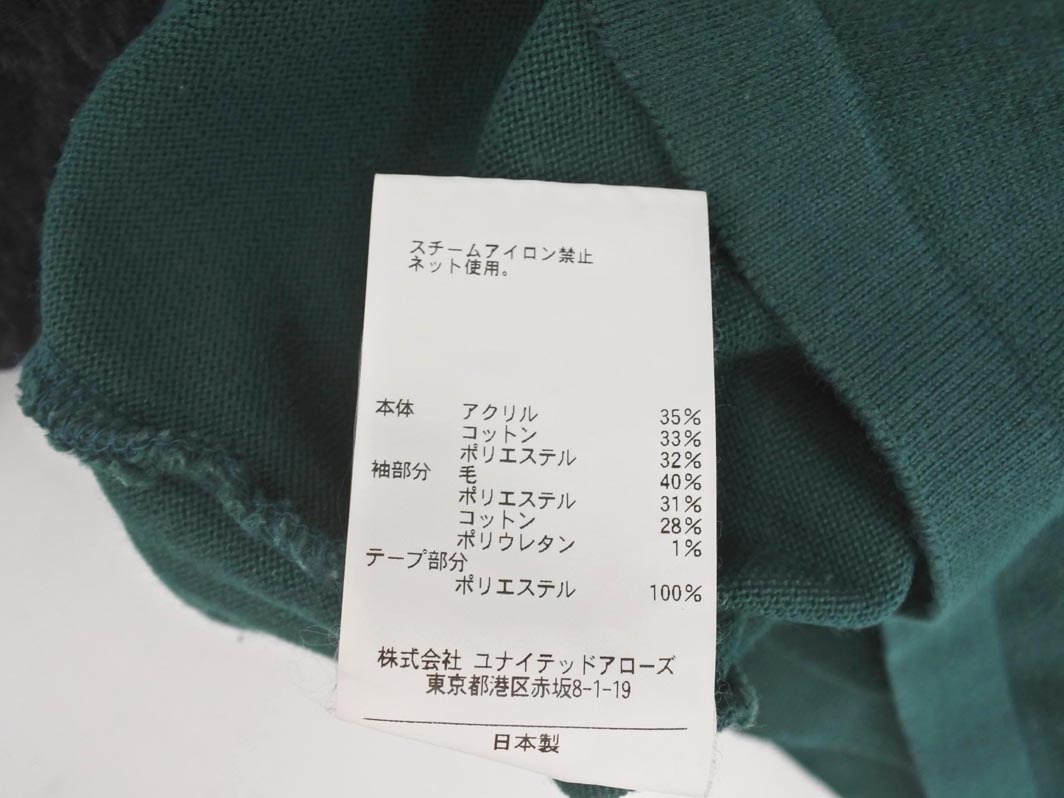 スチームアイロン禁止
ネット使用。
本体 アクリル 35%
コットン 33%
ポリエステル 32%
袖部分 毛 40%
ポリエステル 31%
コットン 28%
ポリウレタン 1%
テープ部分
ポリエステル 100%
株式会社 ユナイテッドアローズ
東京都港区赤坂8-1-19
日本製